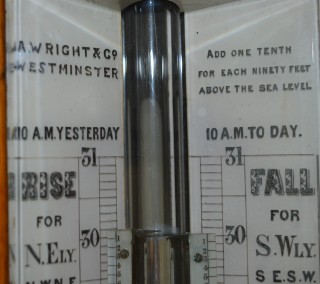 A.WRIGHT & Co
WESTMINSTER
ADD ONE TENTH
FOR EACH NINETY FEET
ABOVE THE SEA LEVEL
10 A.M. YESTERDAY
10 A.M. TO DAY.
31
31
RISE
FALL
FOR
FOR
30
30
N.ELY.
S.WLY.
S E.S.W.